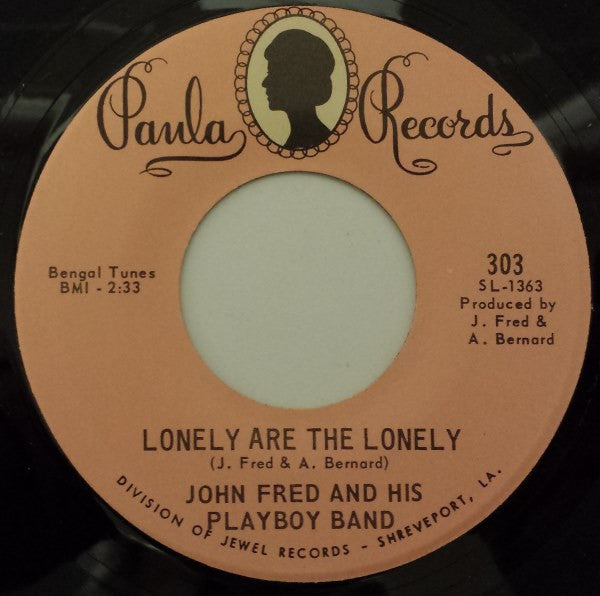 Paula Records
Bengal Tunes
BMI - 2:33
303
SL-1363
Produced by
J. Fred &
A. Bernard
LONELY ARE THE LONELY
(J. Fred & A. Bernard)
JOHN FRED AND HIS
PLAYBOY BAND
DIVISION OF JEWEL RECORDS - SHREVEPORT, LA.